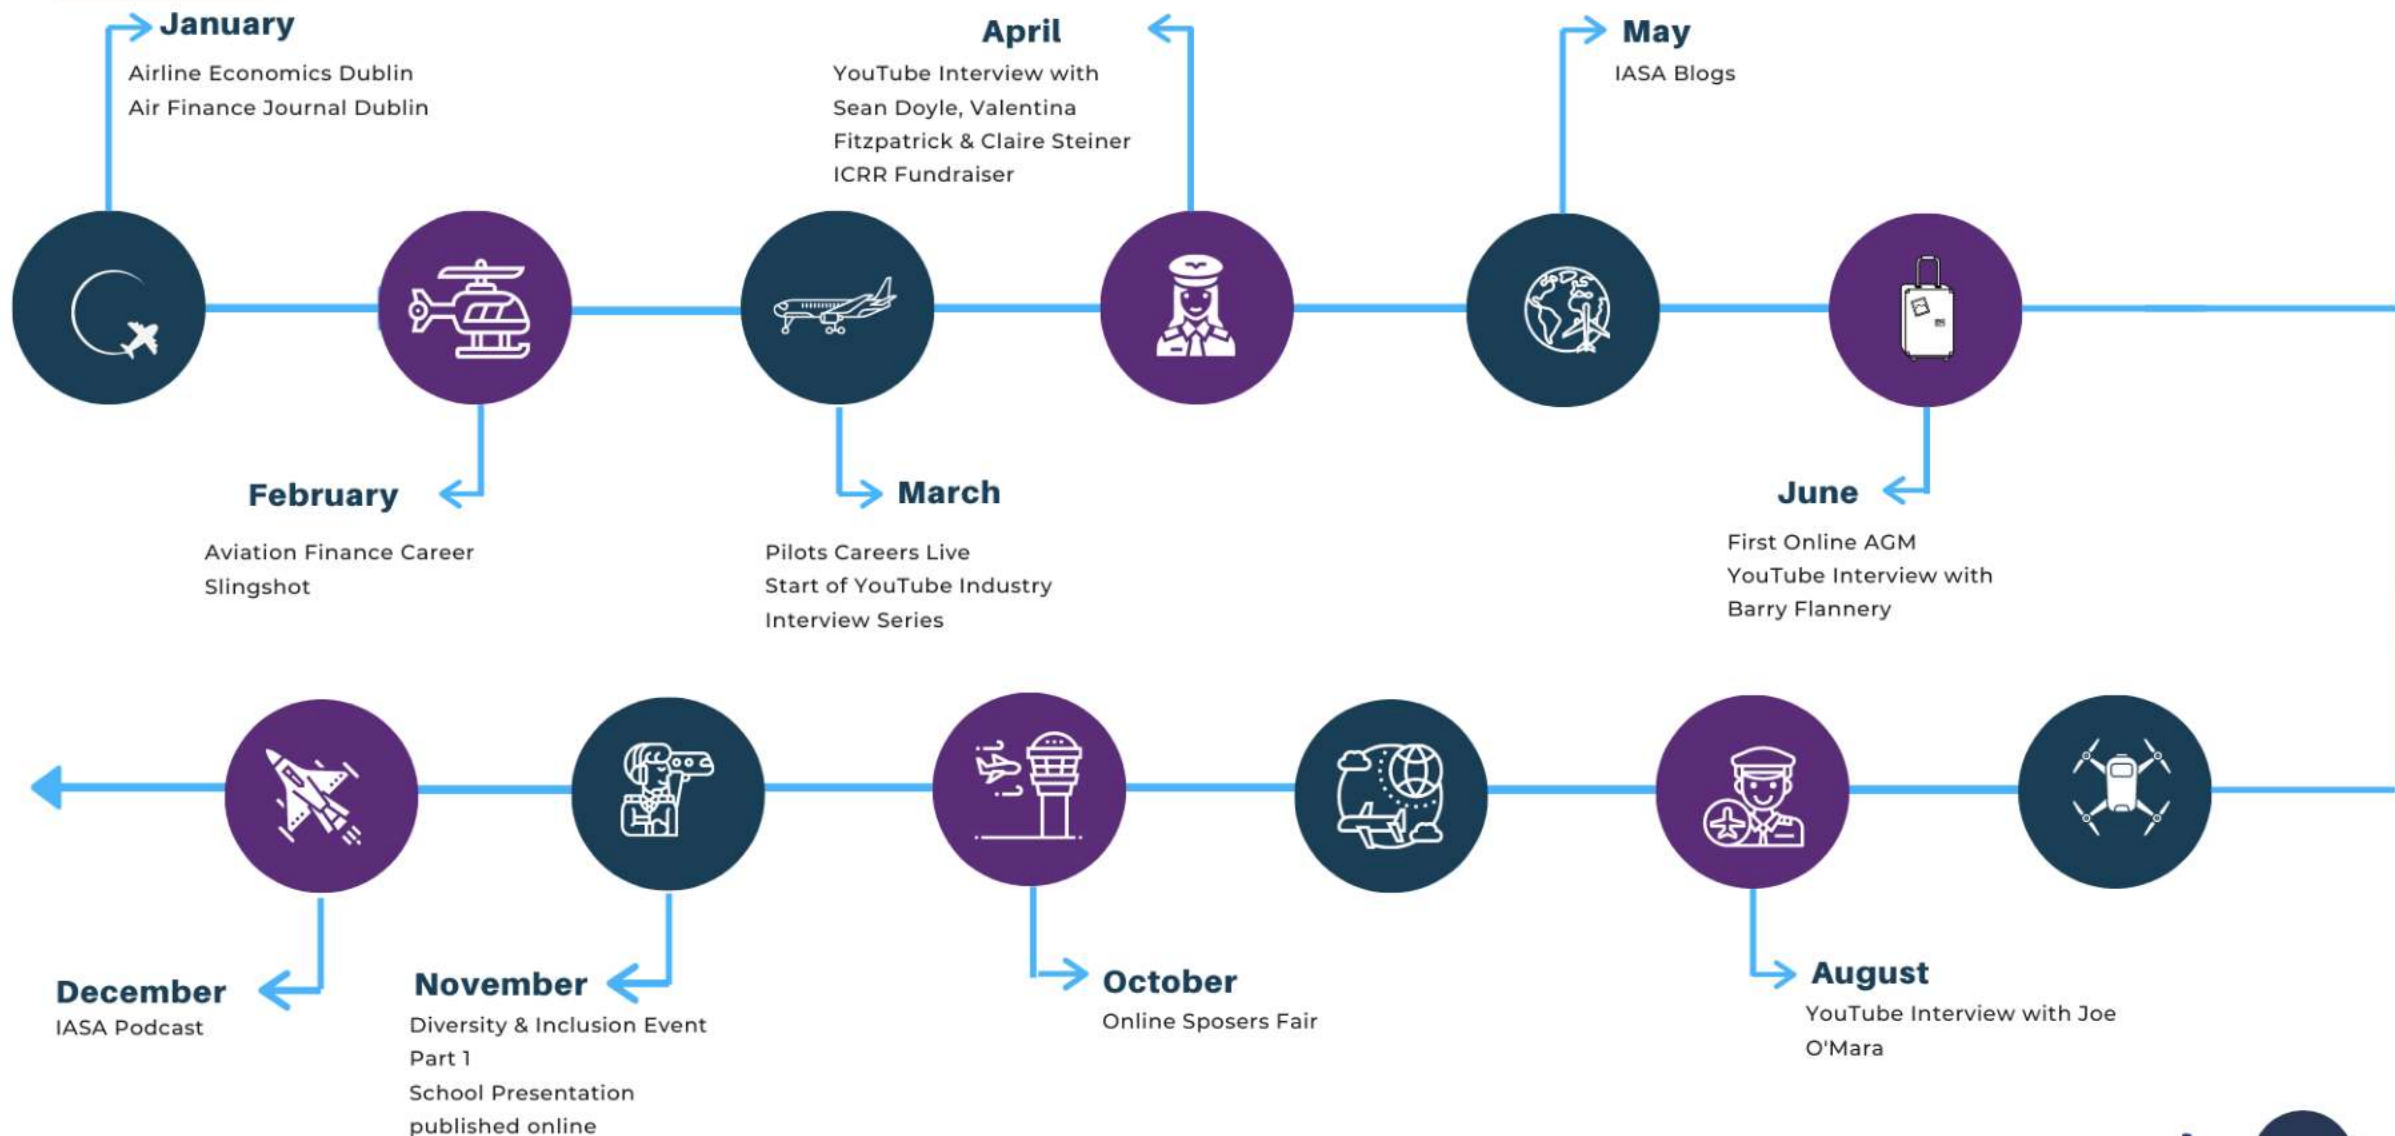 January
Airline Economics Dublin
Air Finance Journal Dublin
April
YouTube Interview with
Sean Doyle, Valentina
Fitzpatrick & Claire Steiner
ICRR Fundraiser
May
IASA Blogs
February
Aviation Finance Career
Slingshot
March
Pilots Careers Live
Start of YouTube Industry
Interview Series
June
First Online AGM
YouTube Interview with
Barry Flannery
December
IASA Podcast
November
Diversity & Inclusion Event
Part 1
School Presentation
published online
October
Online Sposers Fair
August
YouTube Interview with Joe
O'Mara